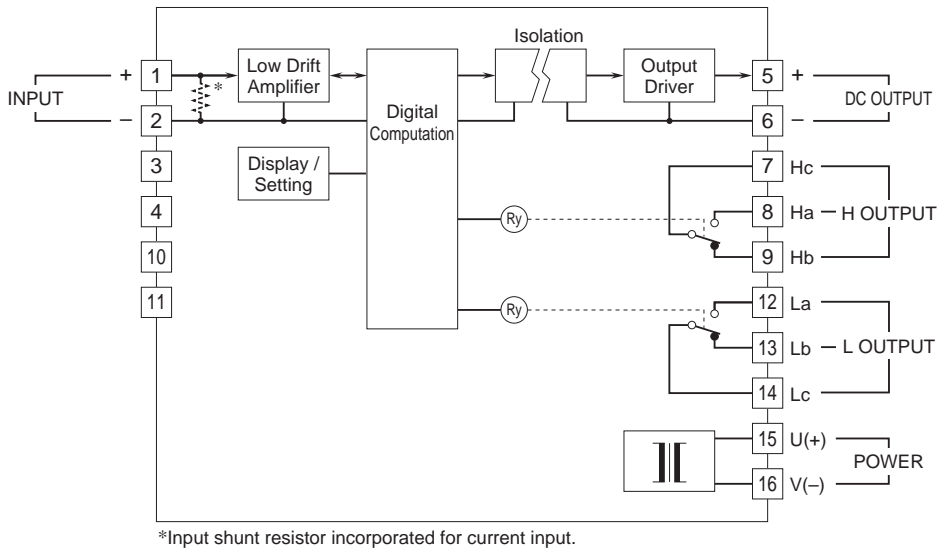 Isolation
INPUT
+
1
*
Low Drift
Amplifier
Output
Driver
5
+
DC OUTPUT
–
2
Digital
Computation
6
–
3
Display /
Setting
7
Hc
4
Ry
8
Ha
H OUTPUT
10
9
Hb
11
Ry
12
La
13
Lb
L OUTPUT
14
Lc
15
U(+)
POWER
16
V(–)
*Input shunt resistor incorporated for current input.